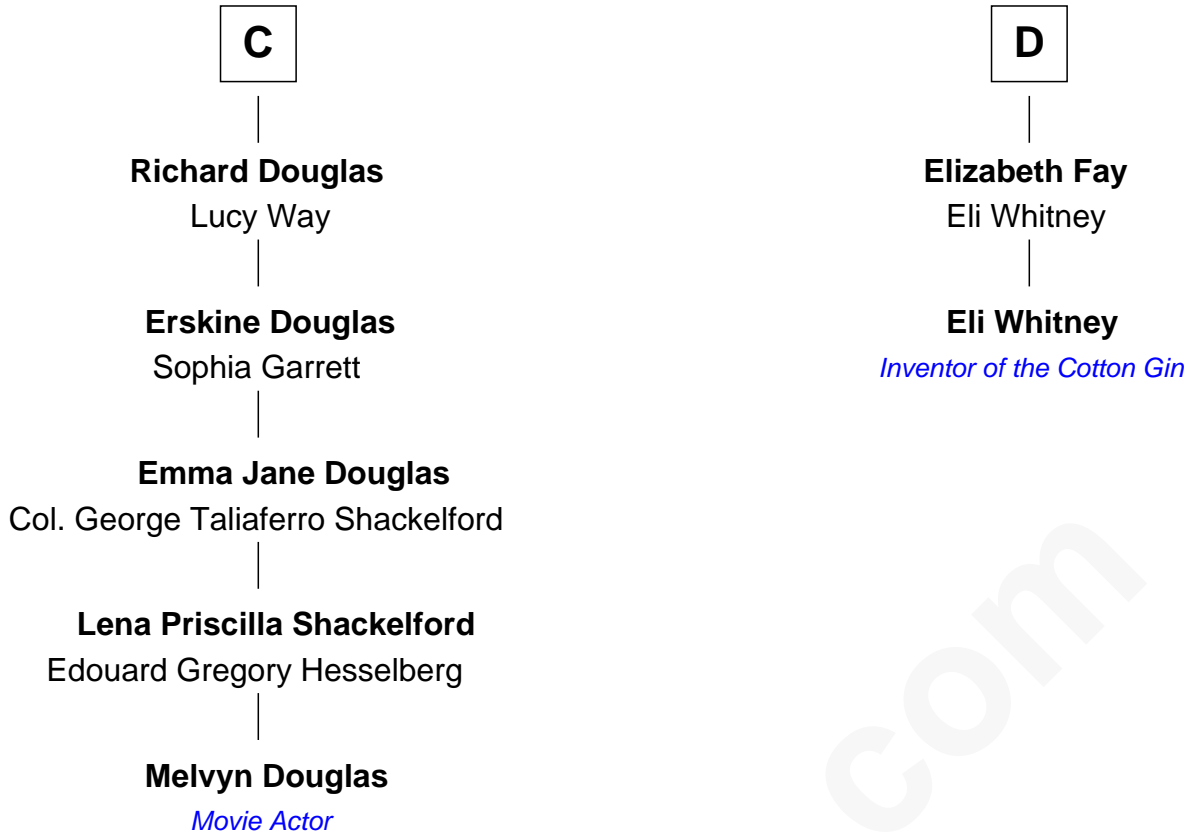 C
Richard Douglas
Lucy Way
Erskine Douglas
Sophia Garrett
Emma Jane Douglas
Col. George Taliaferro Shackelford
Lena Priscilla Shackelford
Edouard Gregory Hesselberg
Melvyn Douglas
Movie Actor
D
Elizabeth Fay
Eli Whitney
Eli Whitney
Inventor of the Cotton Gin
com